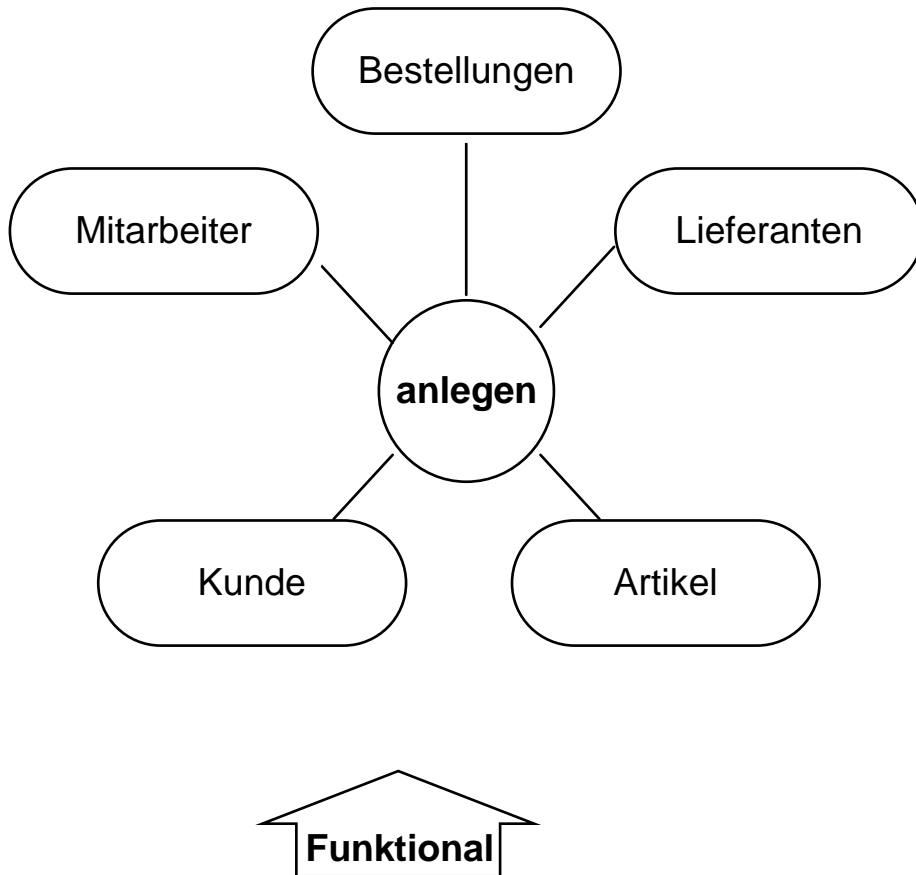 Bestellungen
Mitarbeiter
Lieferanten
anlegen
Kunde
Artikel
Funktional